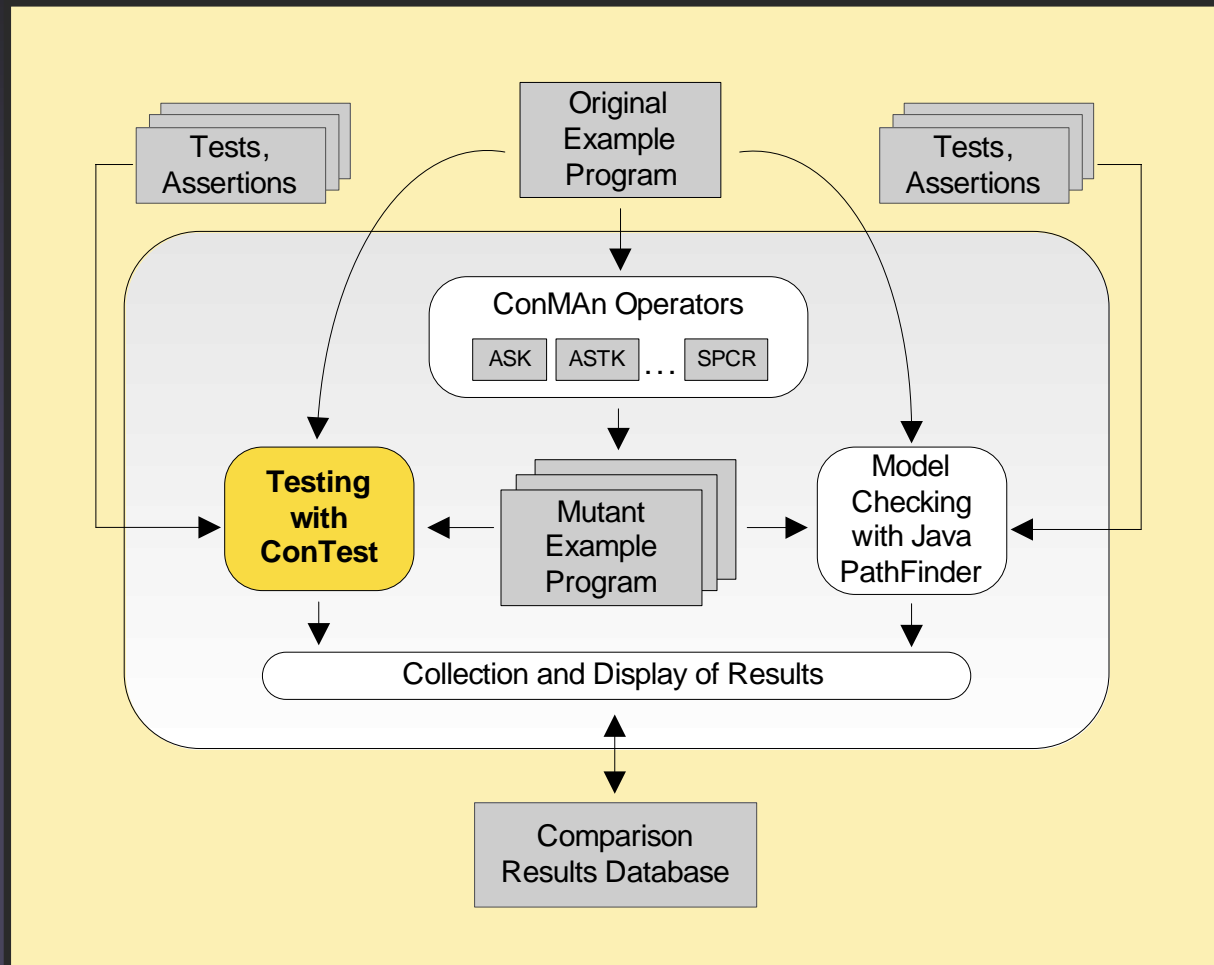 Original
Example
Program
Tests,
Assertions
Tests,
Assertions
ConMAn Operators
ASK
ASTK
...
SPCR
Testing
with
ConTest
Mutant
Example
Program
Model
Checking
with Java
PathFinder
Collection and Display of Results
Comparison
Results Database